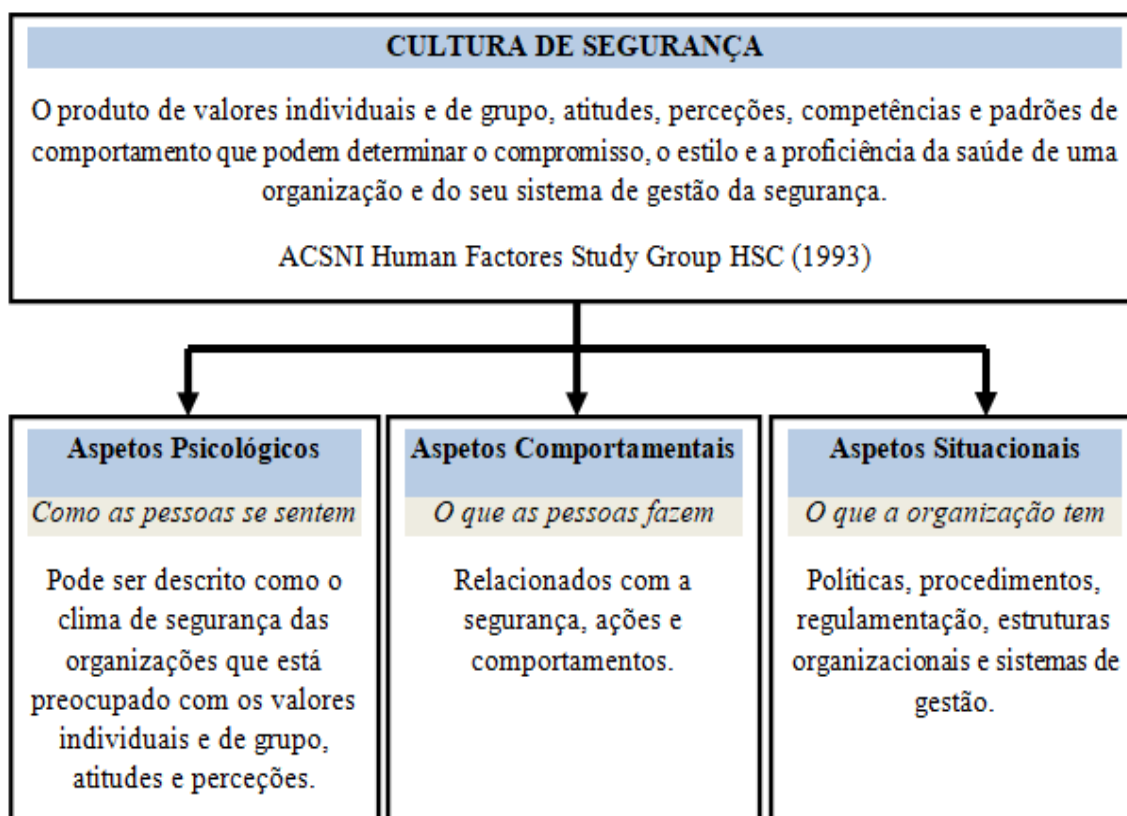 CULTURA DE SEGURANÇA
O produto de valores individuais e de grupo, atitudes, perceções, competências e padrões de
comportamento que podem determinar o compromisso, o estilo e a proficiência da saúde de uma
organização e do seu sistema de gestão da segurança.
ACSNI Human Factores Study Group HSC (1993)
Aspetos Psicológicos
Como as pessoas se sentem
Pode ser descrito como o
clima de segurança das
organizações que está
preocupado com os valores
individuais e de grupo,
atitudes e perceções.
Aspetos Comportamentais
O que as pessoas fazem
Relacionados com a
segurança, ações e
comportamentos.
Aspetos Situacionais
O que a organização tem
Políticas, procedimentos,
regulamentação, estruturas
organizacionais e sistemas de
gestão.